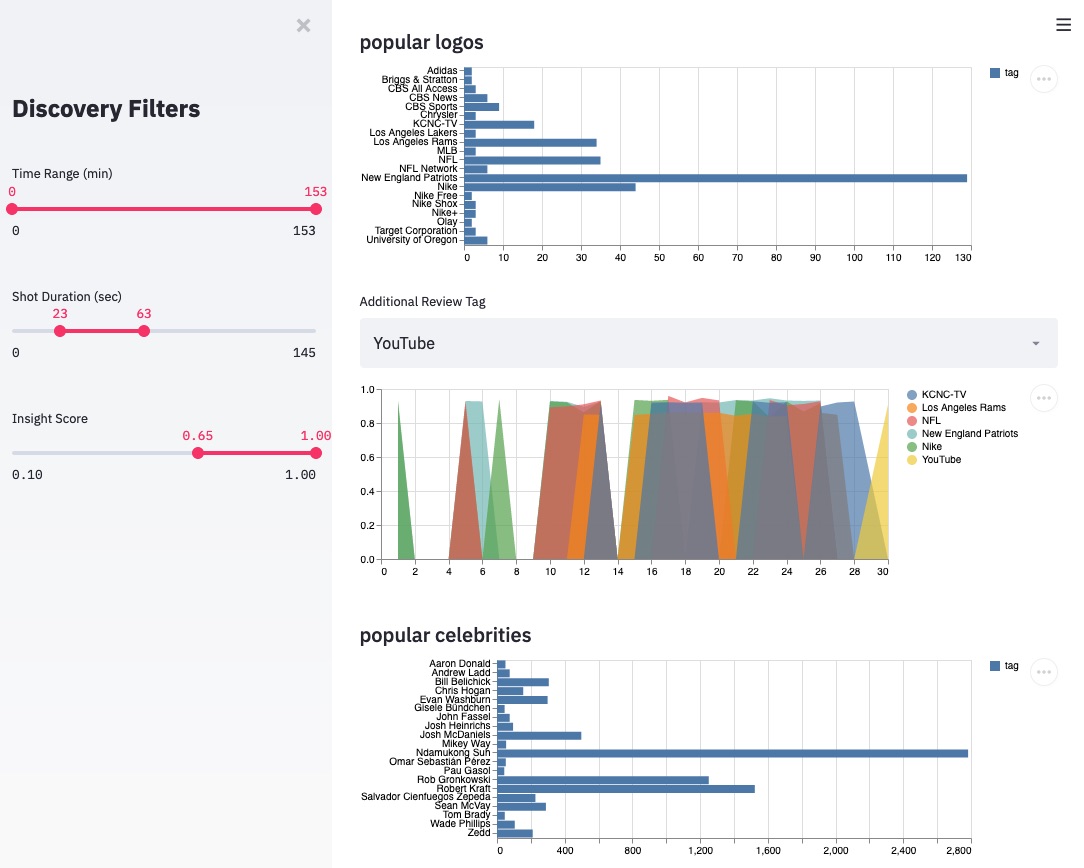 Discovery Filters
Time Range (min)
0 153
0 153
Shot Duration (sec)
23 63
0 145
Insight Score
0.65 1.00
0.10 1.00
popular logos
Adidas
Briggs & Stratton
CBS All Access
CBS News
CBS Sports
Chrysler
KCNC-TV
Los Angeles Lakers
Los Angeles Rams
MLB
NFL
NFL Network
New England Patriots
Nike
Nike Free
Nike Shox
Nike+
Olay
Target Corporation
University of Oregon
0 10 20 30 40 50 60 70 80 90 100 110 120 130
tag
Additional Review Tag
YouTube
1.0
0.8
0.6
0.4
0.2
0.0
0 2 4 6 8 10 12 14 16 18 20 22 24 26 28 30
KCNC-TV
Los Angeles Rams
NFL
New England Patriots
Nike
YouTube
popular celebrities
Aaron Donald
Andrew Ladd
Bill Belichick
Chris Hogan
Evan Washburn
Gisele Bündchen
John Fassel
Josh Heinrichs
Josh McDaniels
Mikey Way
Ndamukong Suh
Omar Sebastián Pérez
Pau Gasol
Rob Gronkowski
Robert Kraft
Salvador Cienfuegos Zepeda
Sean McVay
Tom Brady
Wade Phillips
Zedd
0 400 800 1,200 1,600 2,000 2,400 2,800
tag